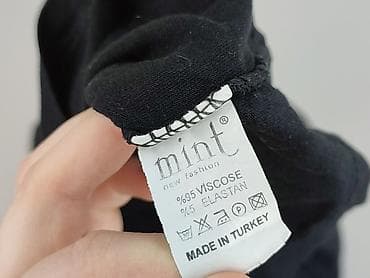 mint®
new fashion
%95 VISCOSE
%5 ELASTAN
P
MADE IN TURKEY